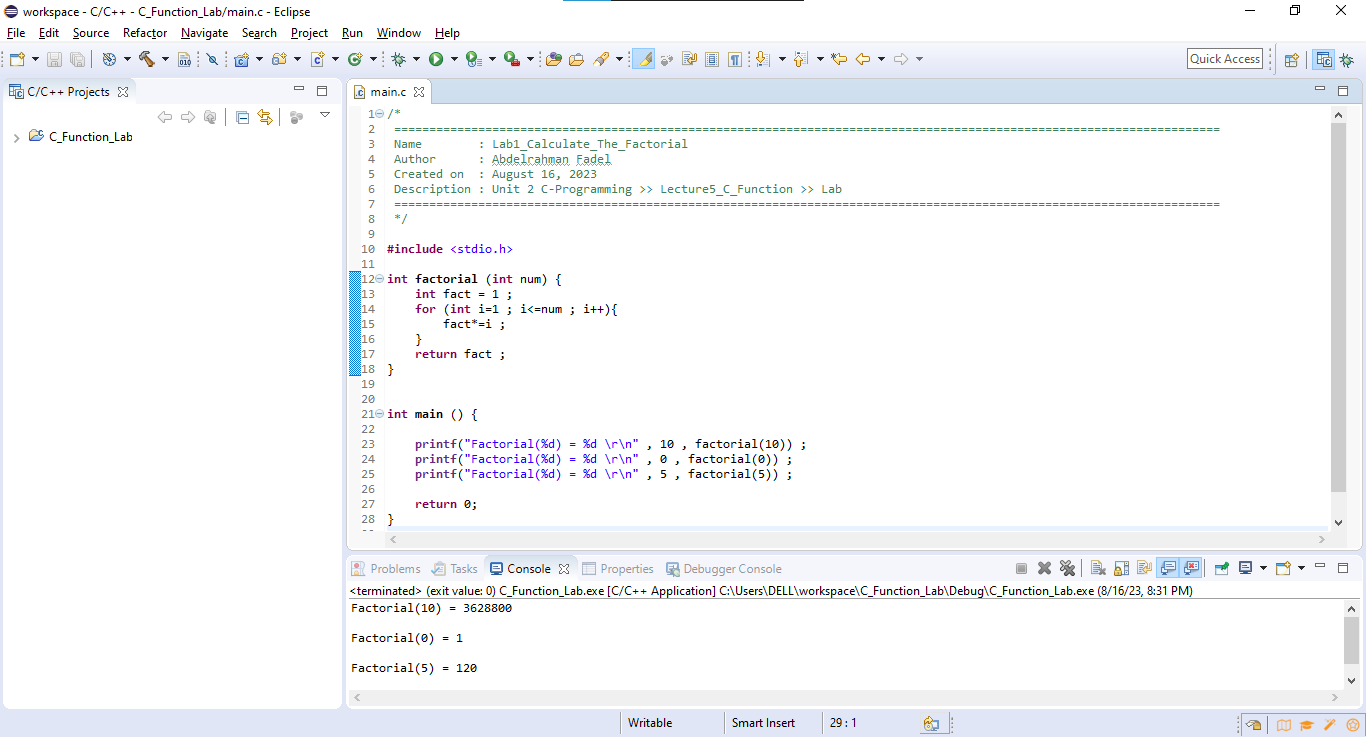 workspace - C/C++ - C_Function_Lab/main.c - Eclipse
File Edit Source Refactor Navigate Search Project Run Window Help
Quick Access
C/C++ Projects
C_Function_Lab
main.c
1 /*
2 ======================================================================================================================
3 Name        : Lab1_Calculate_The_Factorial
4 Author      : Abdelrahman Fadel
5 Created on  : August 16, 2023
6 Description : Unit 2 C-Programming >> Lecture5_C_Function >> Lab
7 ======================================================================================================================
8 */
9
10 #include <stdio.h>
11
12 int factorial (int num) {
13     int fact = 1 ;
14     for (int i=1 ; i<=num ; i++){
15         fact*=i ;
16     }
17     return fact ;
18 }
19
20
21 int main () {
22
23     printf("Factorial(%d) = %d \r\n" , 10 , factorial(10)) ;
24     printf("Factorial(%d) = %d \r\n" , 0 , factorial(0)) ;
25     printf("Factorial(%d) = %d \r\n" , 5 , factorial(5)) ;
26
27     return 0;
28 }
Problems Tasks Console Properties Debugger Console
<terminated> (exit value: 0) C_Function_Lab.exe [C/C++ Application] C:\Users\DELL\workspace\C_Function_Lab\Debug\C_Function_Lab.exe (8/16/23, 8:31 PM)
Factorial(10) = 3628800
Factorial(0) = 1
Factorial(5) = 120
Writable Smart Insert 29 : 1